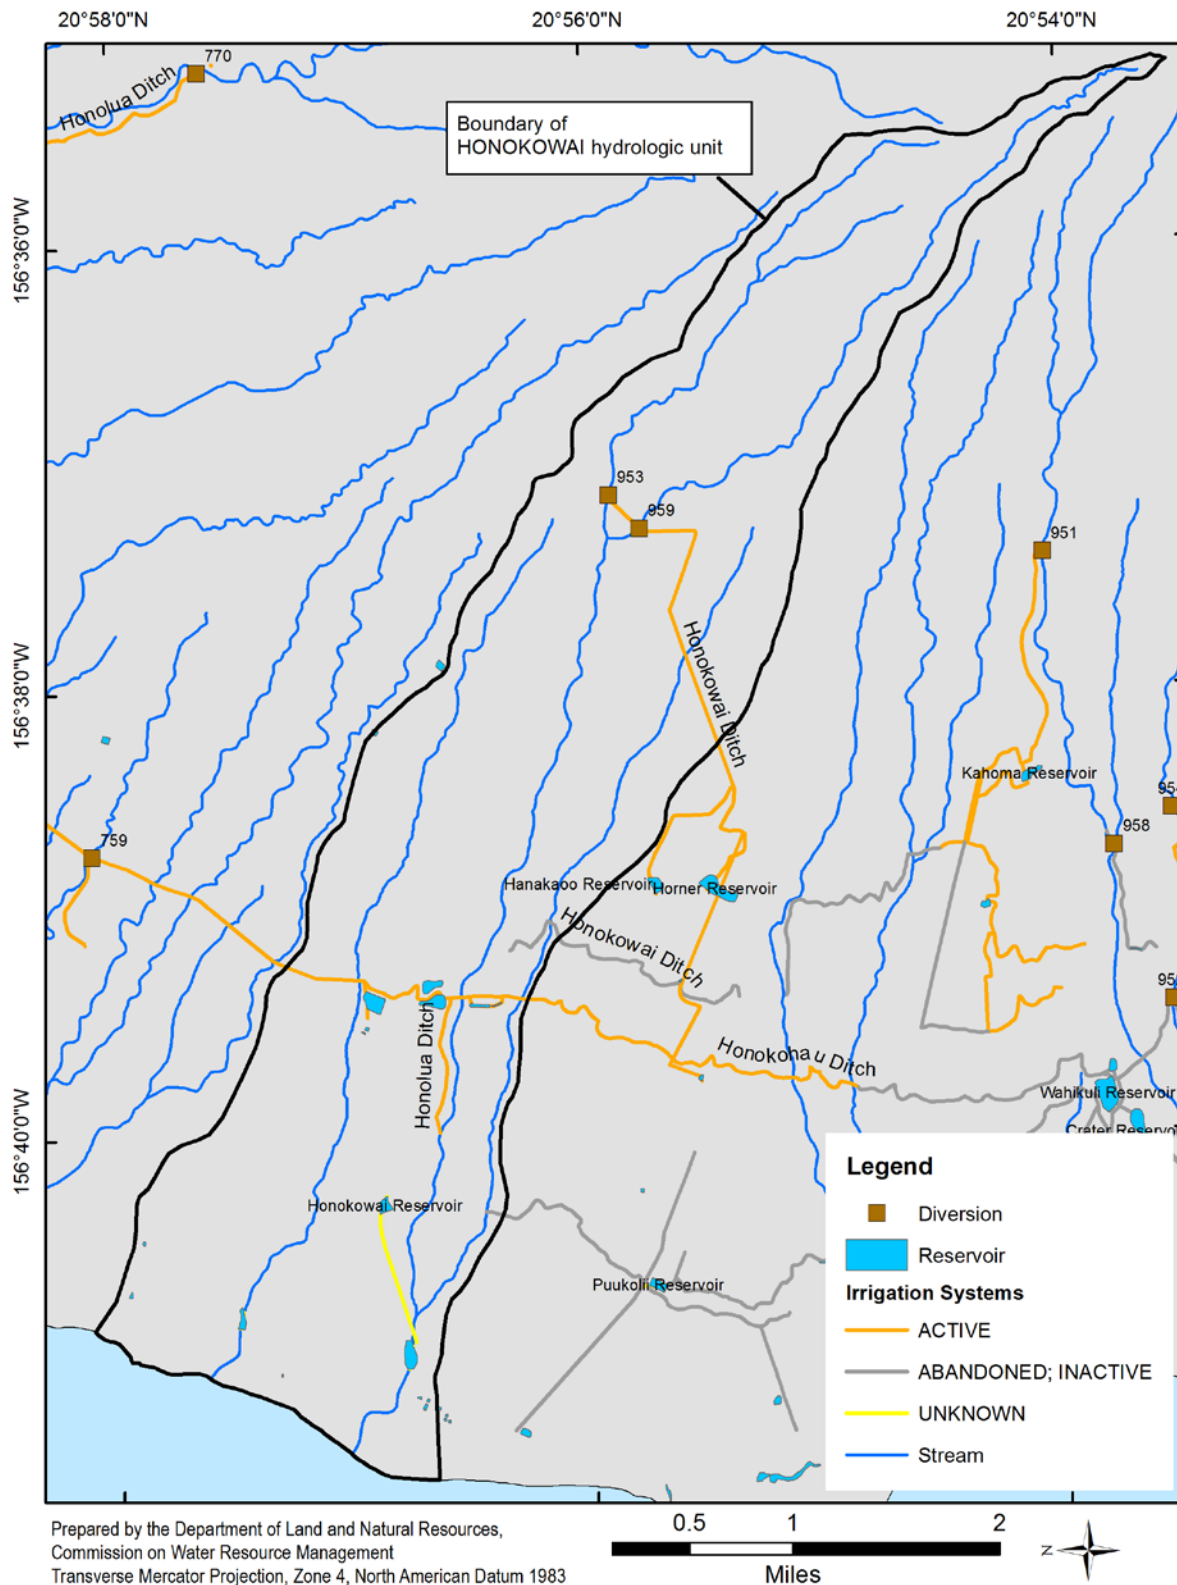 20°58'0"N
20°56'0"N
20°54'0"N
770
Honolua Ditch
Boundary of
HONOKOWAI hydrologic unit
156°36'0"W
953
959
951
Honokowai Ditch
156°38'0"W
Kahoma Reservoir
954
958
759
Hanakaoo Reservoir
Horner Reservoir
Honokowai Ditch
95
Honolua Ditch
Honokohau Ditch
Wahikuli Reservoir
Crater Reservoi
156°40'0"W
Honokowai Reservoir
Puukolii Reservoir
Legend
Diversion
Reservoir
Irrigation Systems
ACTIVE
ABANDONED; INACTIVE
UNKNOWN
Stream
Prepared by the Department of Land and Natural Resources,
Commission on Water Resource Management
Transverse Mercator Projection, Zone 4, North American Datum 1983
0.5 1 2
Miles
N